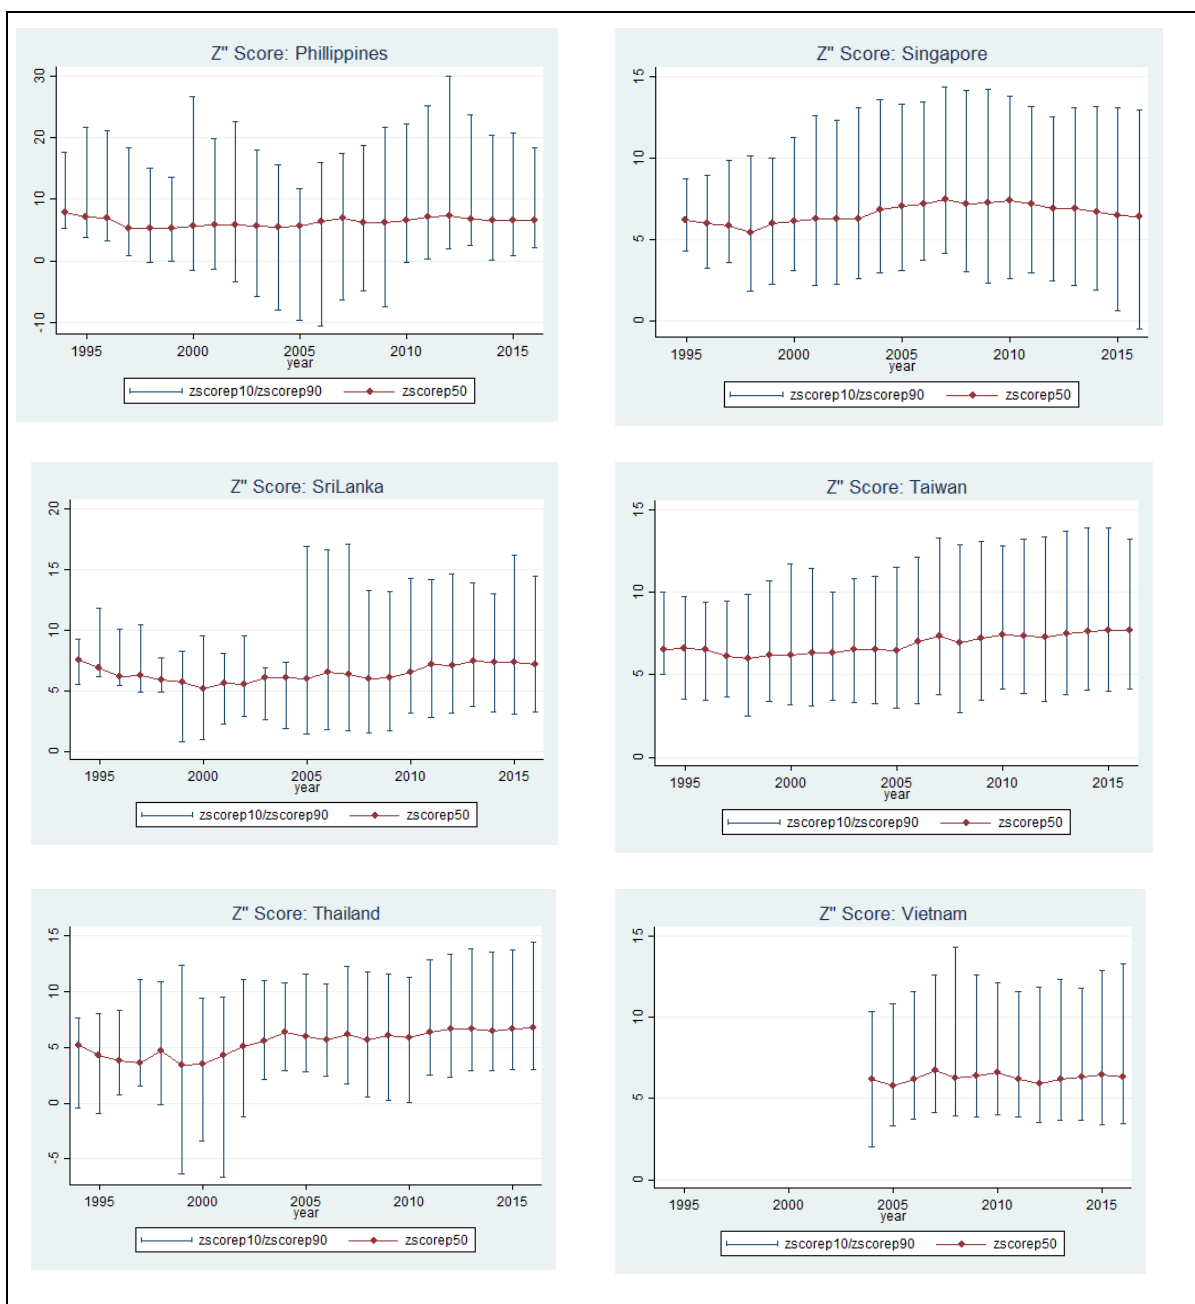 Z" Score: Phillippines
30
20
10
0
-10
1995 2000 2005 2010 2015
year
zscorep10/zscorep90 zscorep50
Z" Score: Singapore
15
10
5
0
1995 2000 2005 2010 2015
year
zscorep10/zscorep90 zscorep50
Z" Score: SriLanka
20
15
10
5
0
1995 2000 2005 2010 2015
year
zscorep10/zscorep90 zscorep50
Z" Score: Taiwan
15
10
5
0
1995 2000 2005 2010 2015
year
zscorep10/zscorep90 zscorep50
Z" Score: Thailand
15
10
5
0
-5
1995 2000 2005 2010 2015
year
zscorep10/zscorep90 zscorep50
Z" Score: Vietnam
15
10
5
0
1995 2000 2005 2010 2015
year
zscorep10/zscorep90 zscorep50